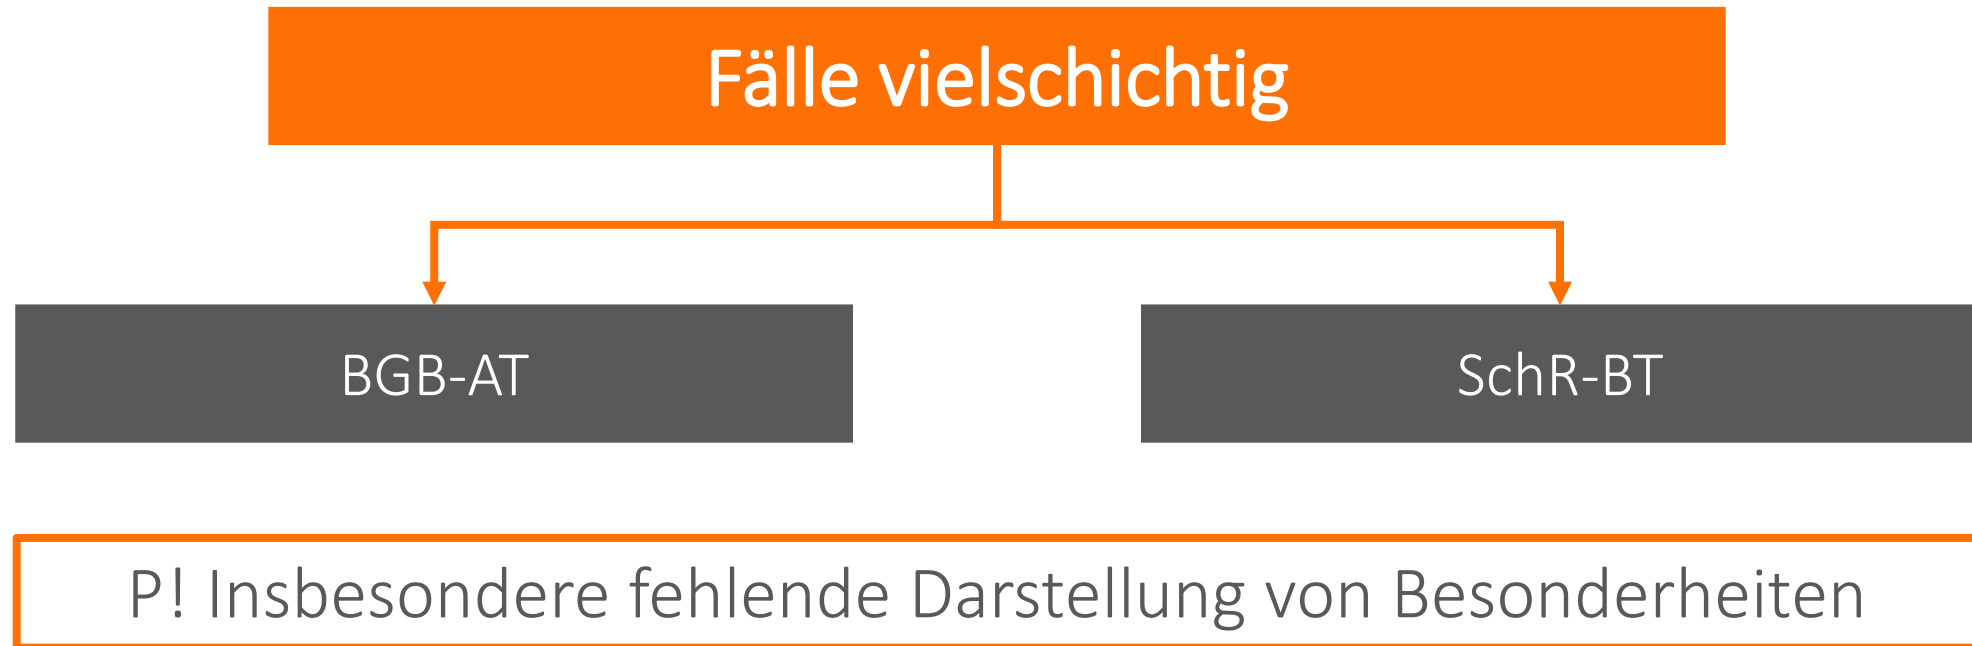 Fälle vielschichtig
BGB-AT
SchR-BT
P! Insbesondere fehlende Darstellung von Besonderheiten